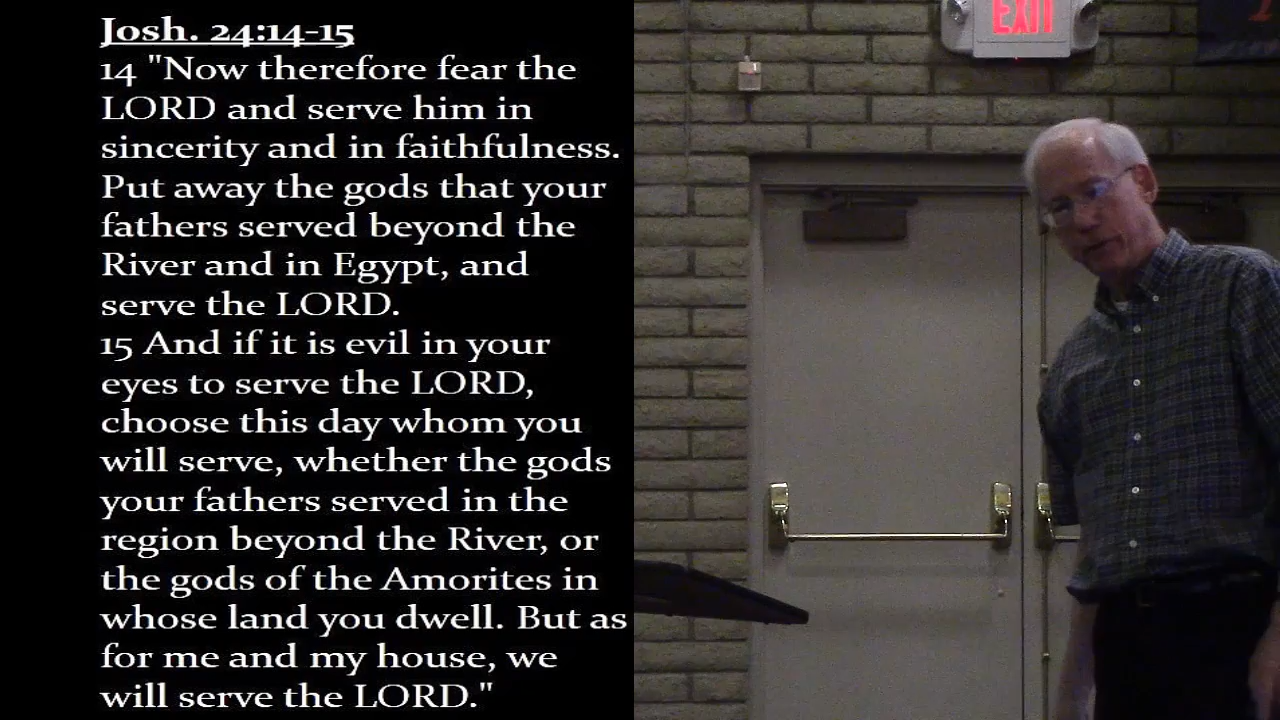 Josh. 24:14-15
14 "Now therefore fear the
LORD and serve him in
sincerity and in faithfulness.
Put away the gods that your
fathers served beyond the
River and in Egypt, and
serve the LORD.
15 And if it is evil in your
eyes to serve the LORD,
choose this day whom you
will serve, whether the gods
your fathers served in the
region beyond the River, or
the gods of the Amorites in
whose land you dwell. But as
for me and my house, we
will serve the LORD."
EXIT